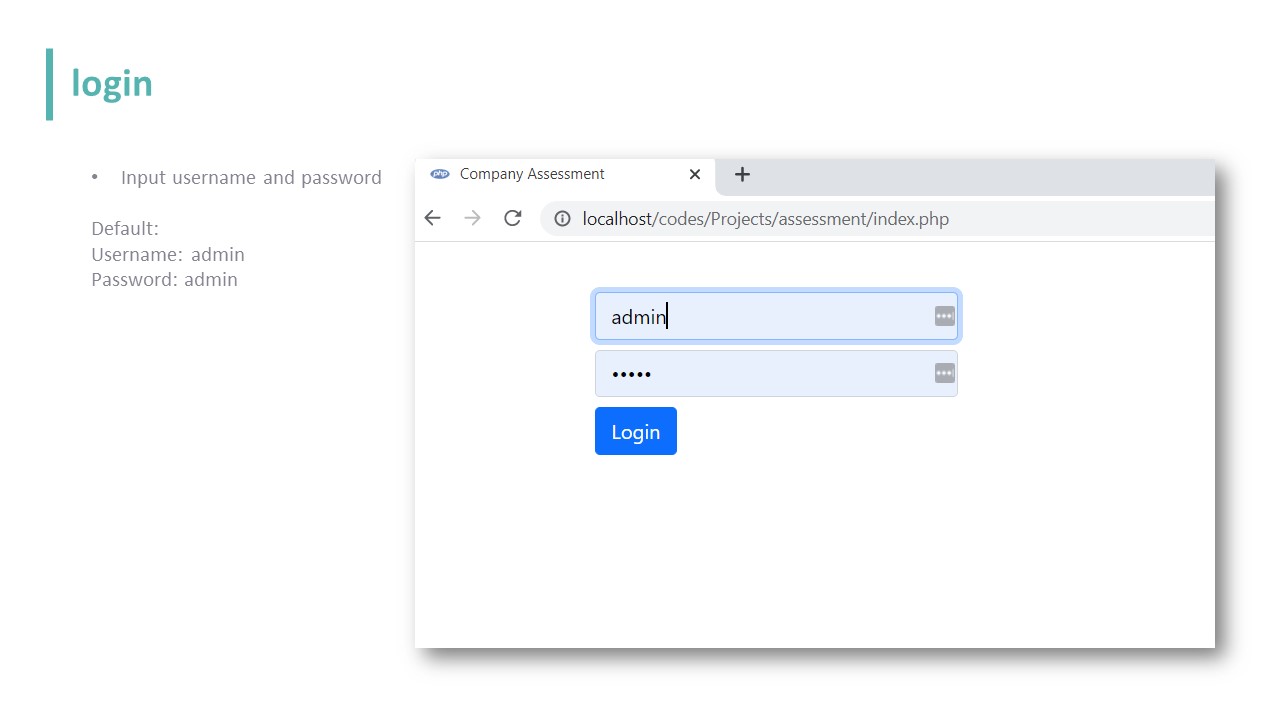 login
• Input username and password
Default:
Username: admin
Password: admin
php Company Assessment
localhost/codes/Projects/assessment/index.php
admin
•••••
Login